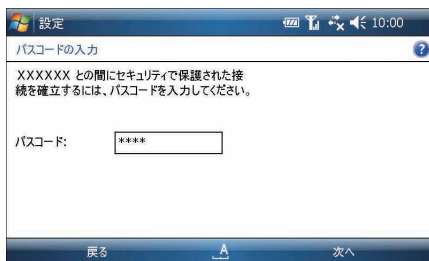 設定 10:00
パスコードの入力
XXXXXX との間にセキュリティで保護された接
続を確立するには、パスコードを入力してください。
パスコード: ****
戻る A 次へ